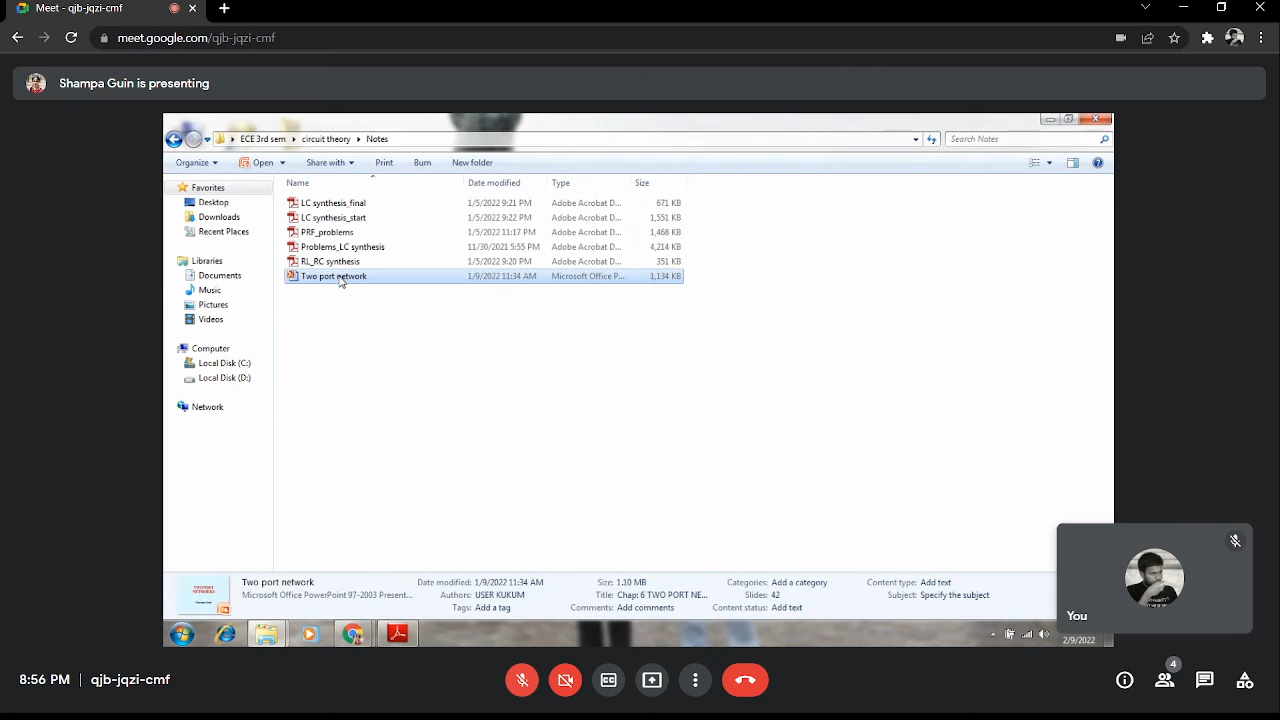 Meet - qjb-jqzi-cmf
meet.google.com/qjb-jqzi-cmf
Shampa Guin is presenting
ECE 3rd sem circuit theory Notes
Search Notes
Organize Open Share with Print Burn New folder
Name Date modified Type Size
Favorites
Desktop
Downloads
Recent Places
Libraries
Documents
Music
Pictures
Videos
Computer
Local Disk (C:)
Local Disk (D:)
Network
LC synthesis_final 1/5/2022 9:21 PM Adobe Acrobat D... 671 KB
LC synthesis_start 1/5/2022 9:22 PM Adobe Acrobat D... 1,551 KB
PRF_problems 1/5/2022 11:17 PM Adobe Acrobat D... 1,468 KB
Problems_LC synthesis 11/30/2021 5:55 PM Adobe Acrobat D... 4,214 KB
RL_RC synthesis 1/5/2022 9:20 PM Adobe Acrobat D... 351 KB
Two port network 1/9/2022 11:34 AM Microsoft Office P... 1,134 KB
Two port network Date modified: 1/9/2022 11:34 AM Size: 1.10 MB Categories: Add a category Content type: Add text
Microsoft Office PowerPoint 97-2003 Present... Authors: USER KUKUM Title: Chap: 6 TWO PORT NE... Slides: 42 Subject: Specify the subject
Tags: Add a tag Comments: Add comments Content status: Add text
2/9/2022
You
8:56 PM qjb-jqzi-cmf
4